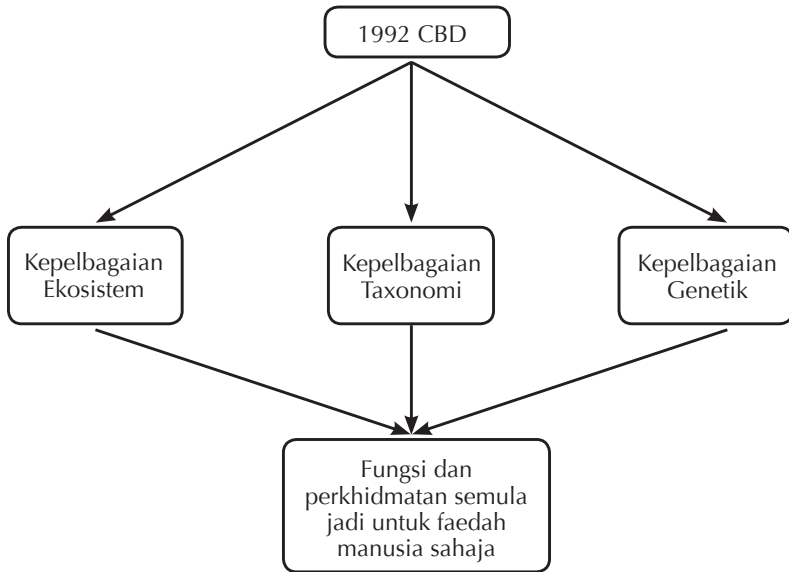 1992 CBD
Kepelbagaian
Ekosistem
Kepelbagaian
Taxonomi
Kepelbagaian
Genetik
Fungsi dan
perkhidmatan semula
jadi untuk faedah
manusia sahaja